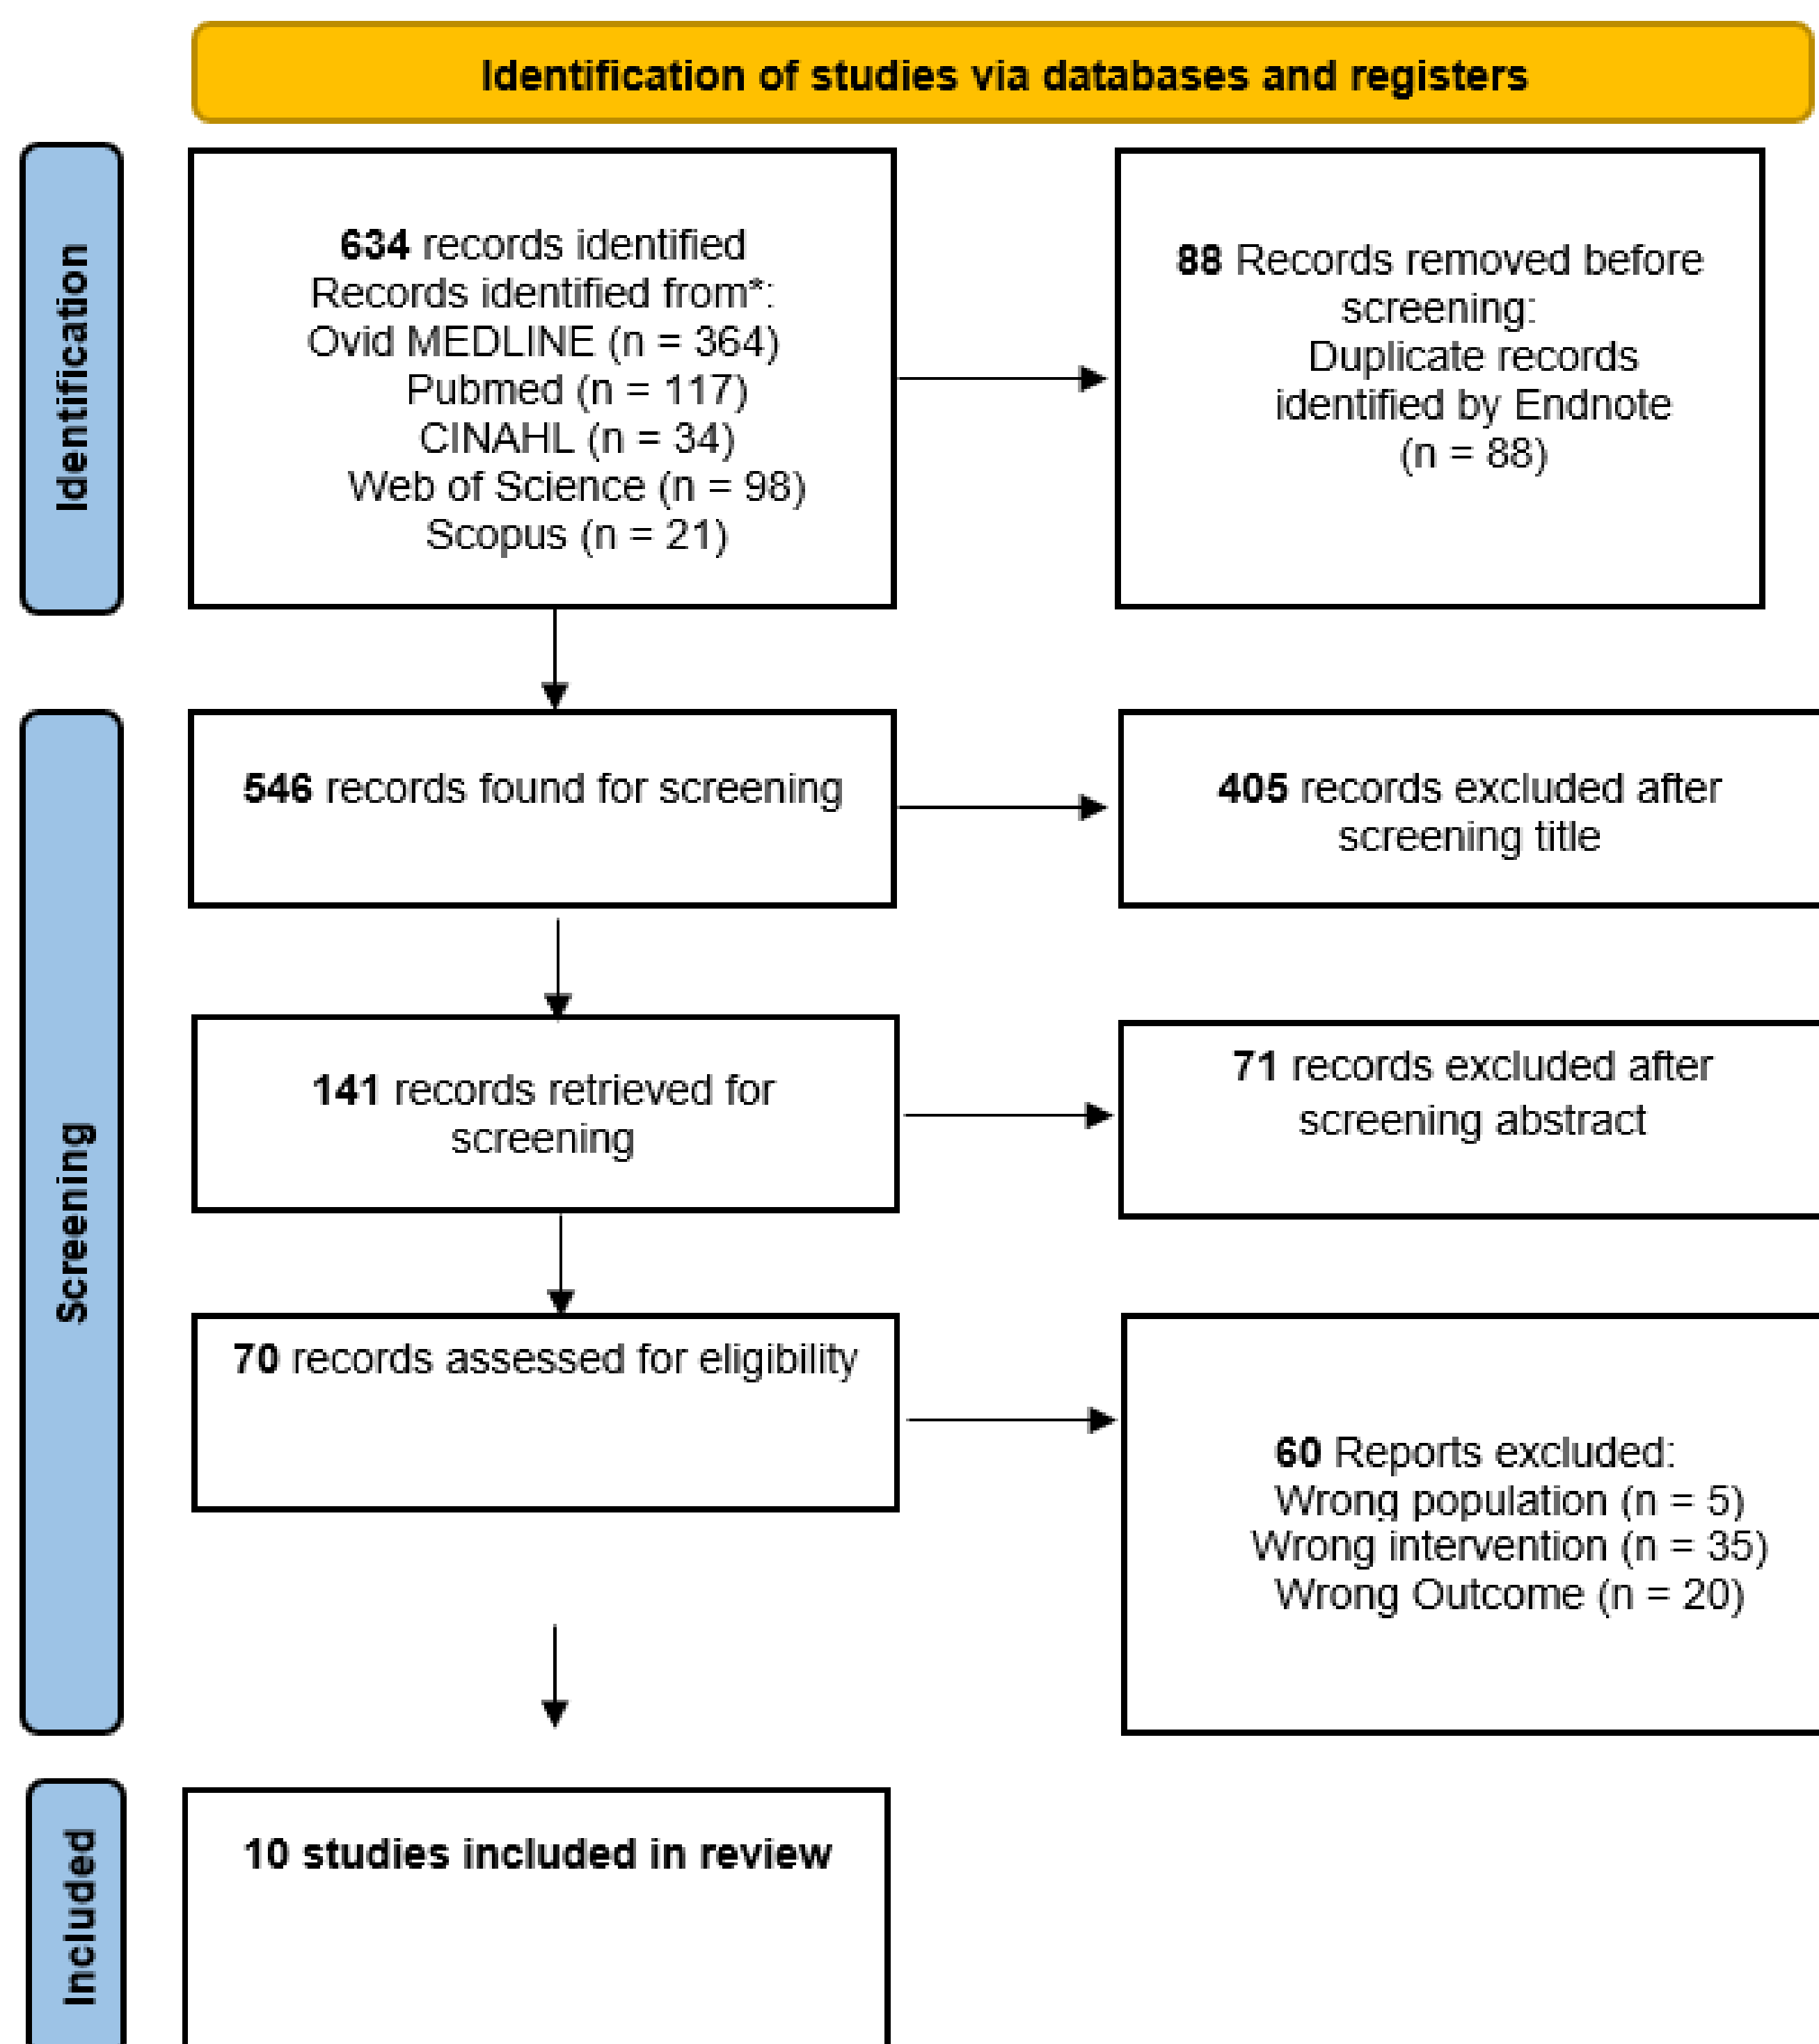 Identification of studies via databases and registers
Identification
634 records identified
Records identified from*:
Ovid MEDLINE (n = 364)
Pubmed (n = 117)
CINAHL (n = 34)
Web of Science (n = 98)
Scopus (n = 21)
88 Records removed before
screening:
Duplicate records
identified by Endnote
(n = 88)
Screening
546 records found for screening
405 records excluded after
screening title
141 records retrieved for
screening
71 records excluded after
screening abstract
70 records assessed for eligibility
60 Reports excluded:
Wrong population (n = 5)
Wrong intervention (n = 35)
Wrong Outcome (n = 20)
Included
10 studies included in review